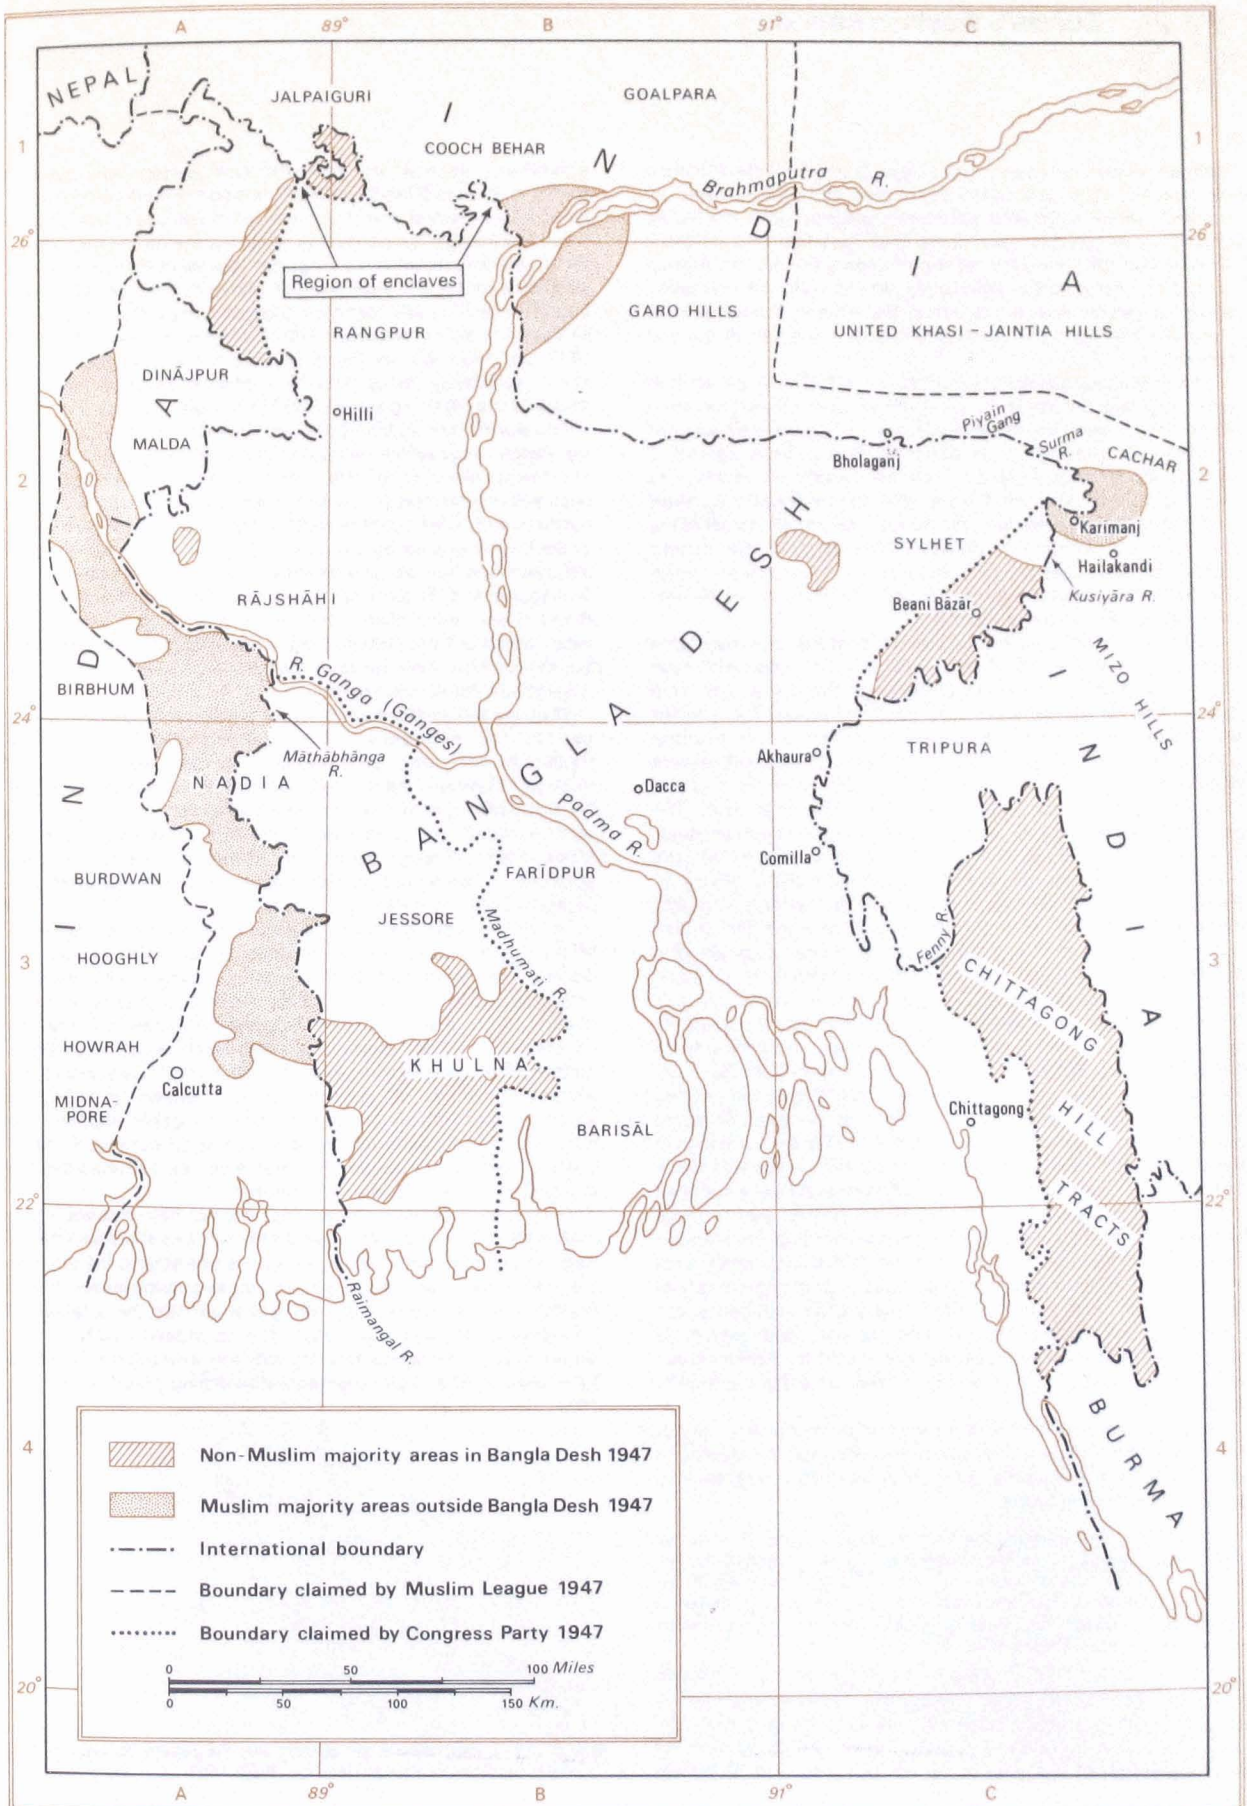 A 89° B 91° C
NEPAL
JALPAIGURI
GOALPARA
1
COOCH BEHAR
1
INDIA
Brahmaputra R.
26°
26°
Region of enclaves
RANGPUR
GARO HILLS
UNITED KHASI – JAINTIA HILLS
DINĀJPUR
Hilli
MALDA
Piyain Gang
Surma R.
Bholaganj
CACHAR
2
2
Karimanj
SYLHET
Hailakandi
Kusiyāra R.
Beani Bāzār
RĀJSHĀHI
BANGLADESH
MIZO HILLS
INDIA
INDIA
BIRBHUM
R. Ganga (Ganges)
24°
24°
Māthābhānga R.
Akhaura
TRIPURA
NADIA
Dacca
Padma R.
Comilla
BURDWAN
FARĪDPUR
JESSORE
Madhumati R.
Fenny R.
HOOGHLY
3
3
CHITTAGONG HILL TRACTS
HOWRAH
KHULNA
Calcutta
MIDNA-
PORE
Chittagong
BARISĀL
22°
22°
Raimangal R.
BURMA
4
4
Non-Muslim majority areas in Bangla Desh 1947
Muslim majority areas outside Bangla Desh 1947
International boundary
Boundary claimed by Muslim League 1947
Boundary claimed by Congress Party 1947
0 50 100 Miles
0 50 100 150 Km.
20°
20°
A 89° B 91° C